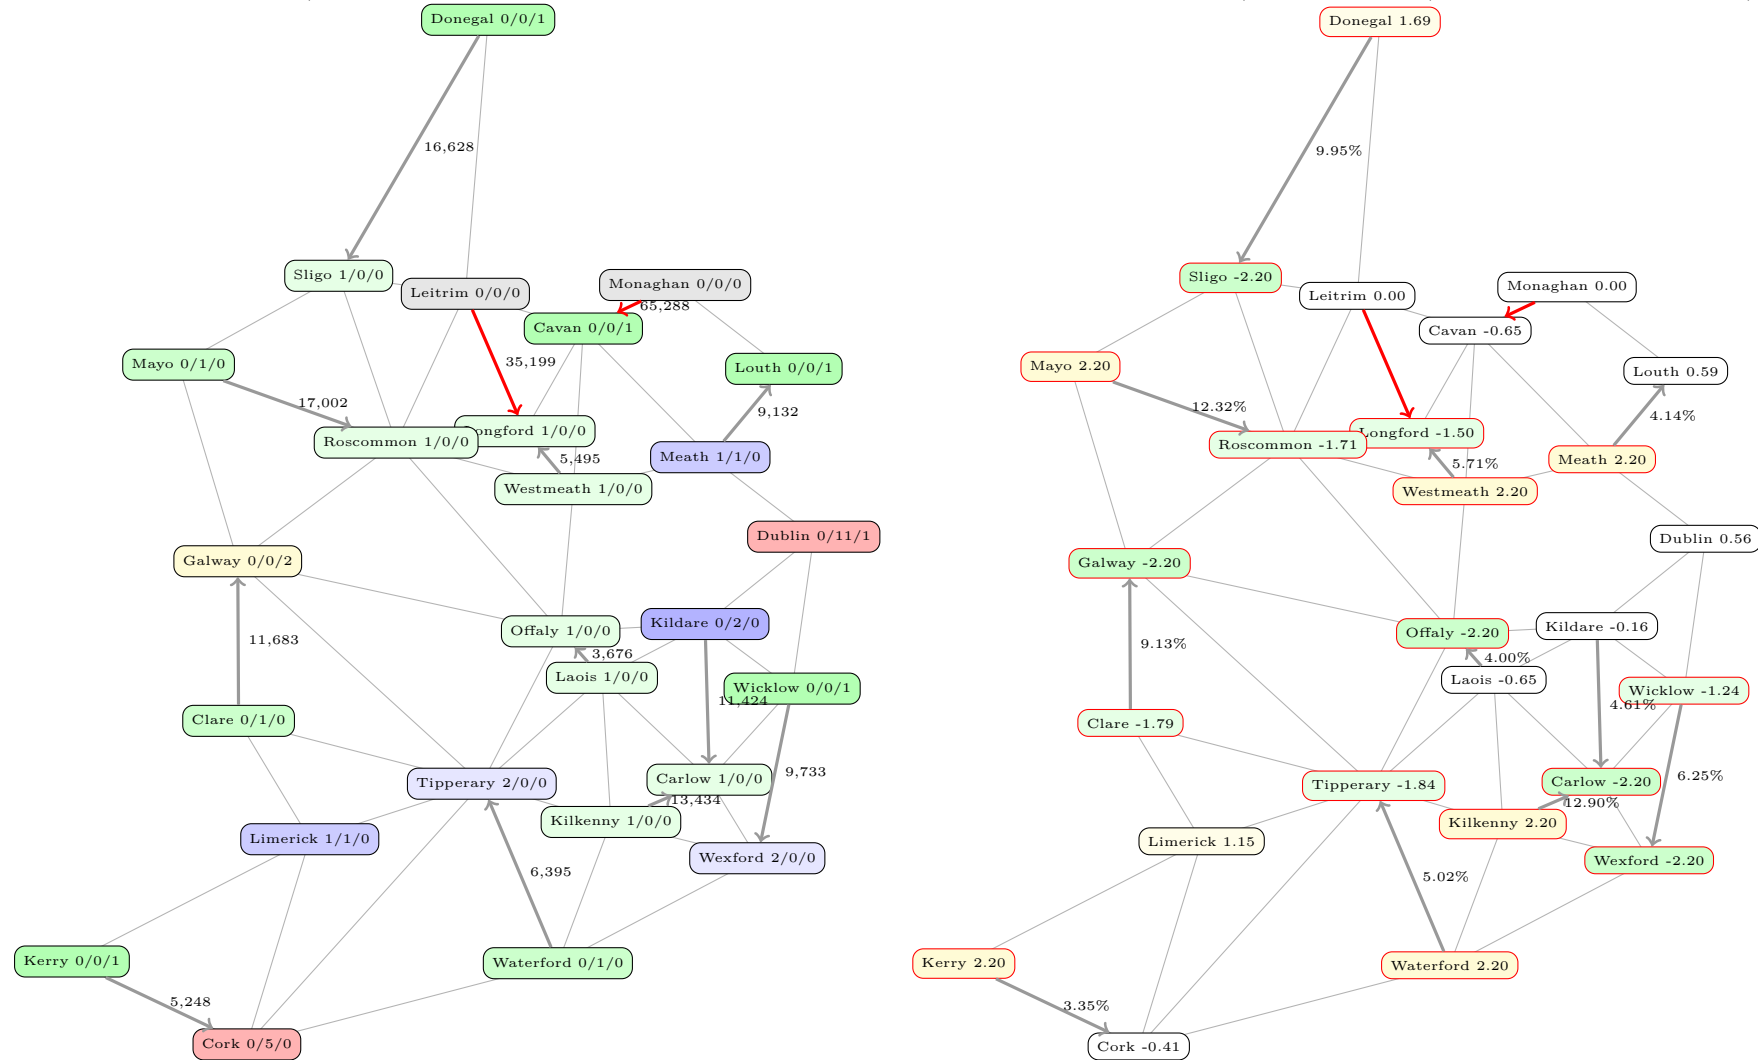 Donegal 0/0/1
16,628
Sligo 1/0/0
Leitrim 0/0/0
Monaghan 0/0/0
65,288
Cavan 0/0/1
Mayo 0/1/0
35,199
Louth 0/0/1
17,002
9,132
Roscommon 1/0/0
Longford 1/0/0
5,495
Meath 1/1/0
Westmeath 1/0/0
Dublin 0/11/1
Galway 0/0/2
11,683
Offaly 1/0/0
Kildare 0/2/0
3,676
Laois 1/0/0
Wicklow 0/0/1
11,424
Clare 0/1/0
9,733
Tipperary 2/0/0
Carlow 1/0/0
13,434
Kilkenny 1/0/0
Limerick 1/1/0
Wexford 2/0/0
6,395
Kerry 0/0/1
Waterford 0/1/0
5,248
Cork 0/5/0
Donegal 1.69
9.95%
Sligo -2.20
Leitrim 0.00
Monaghan 0.00
Cavan -0.65
Mayo 2.20
Louth 0.59
12.32%
4.14%
Roscommon -1.71
Longford -1.50
5.71%
Meath 2.20
Westmeath 2.20
Dublin 0.56
Galway -2.20
9.13%
Offaly -2.20
Kildare -0.16
4.00%
Laois -0.65
Wicklow -1.24
4.61%
Clare -1.79
6.25%
Tipperary -1.84
Carlow -2.20
12.90%
Kilkenny 2.20
Limerick 1.15
Wexford -2.20
5.02%
Kerry 2.20
Waterford 2.20
3.35%
Cork -0.41